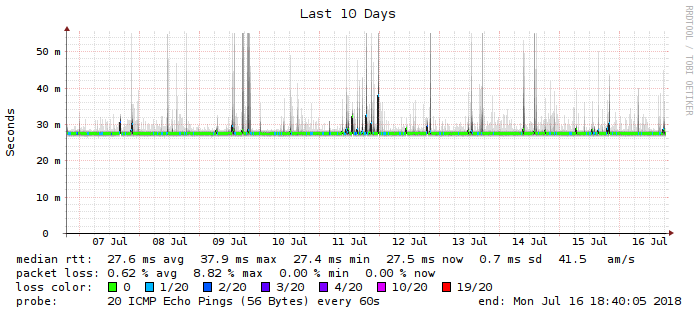 Last 10 Days
RRDTOOL / TOBI OETIKER
Seconds
50 m
40 m
30 m
20 m
10 m
0
07 Jul 08 Jul 09 Jul 10 Jul 11 Jul 12 Jul 13 Jul 14 Jul 15 Jul 16 Jul
median rtt: 27.6 ms avg 37.9 ms max 27.4 ms min 27.5 ms now 0.7 ms sd 41.5 am/s
packet loss: 0.62 % avg 8.82 % max 0.00 % min 0.00 % now
loss color: 0 1/20 2/20 3/20 4/20 10/20 19/20
probe: 20 ICMP Echo Pings (56 Bytes) every 60s end: Mon Jul 16 18:40:05 2018